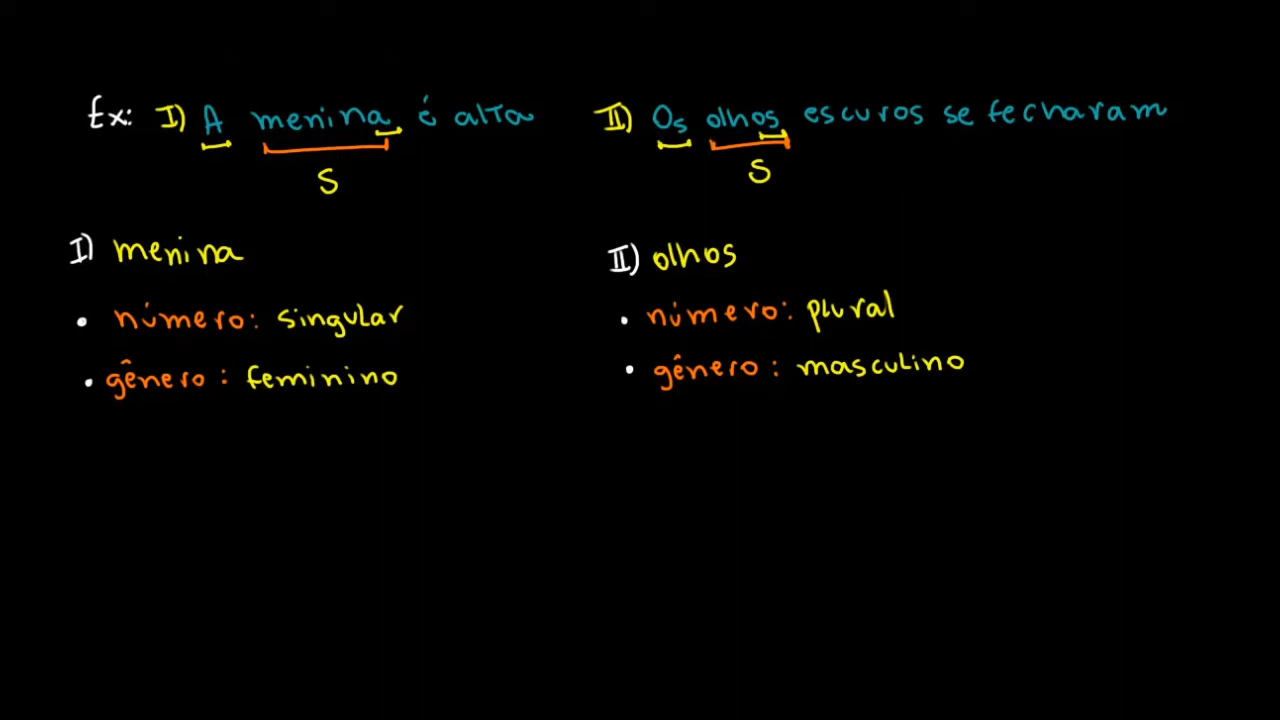 Ex: I) A menina é alta
II) Os olhos escuros se fecharam
S
S
I) menina
• número: singular
• gênero: feminino
II) olhos
• número: plural
• gênero: masculino